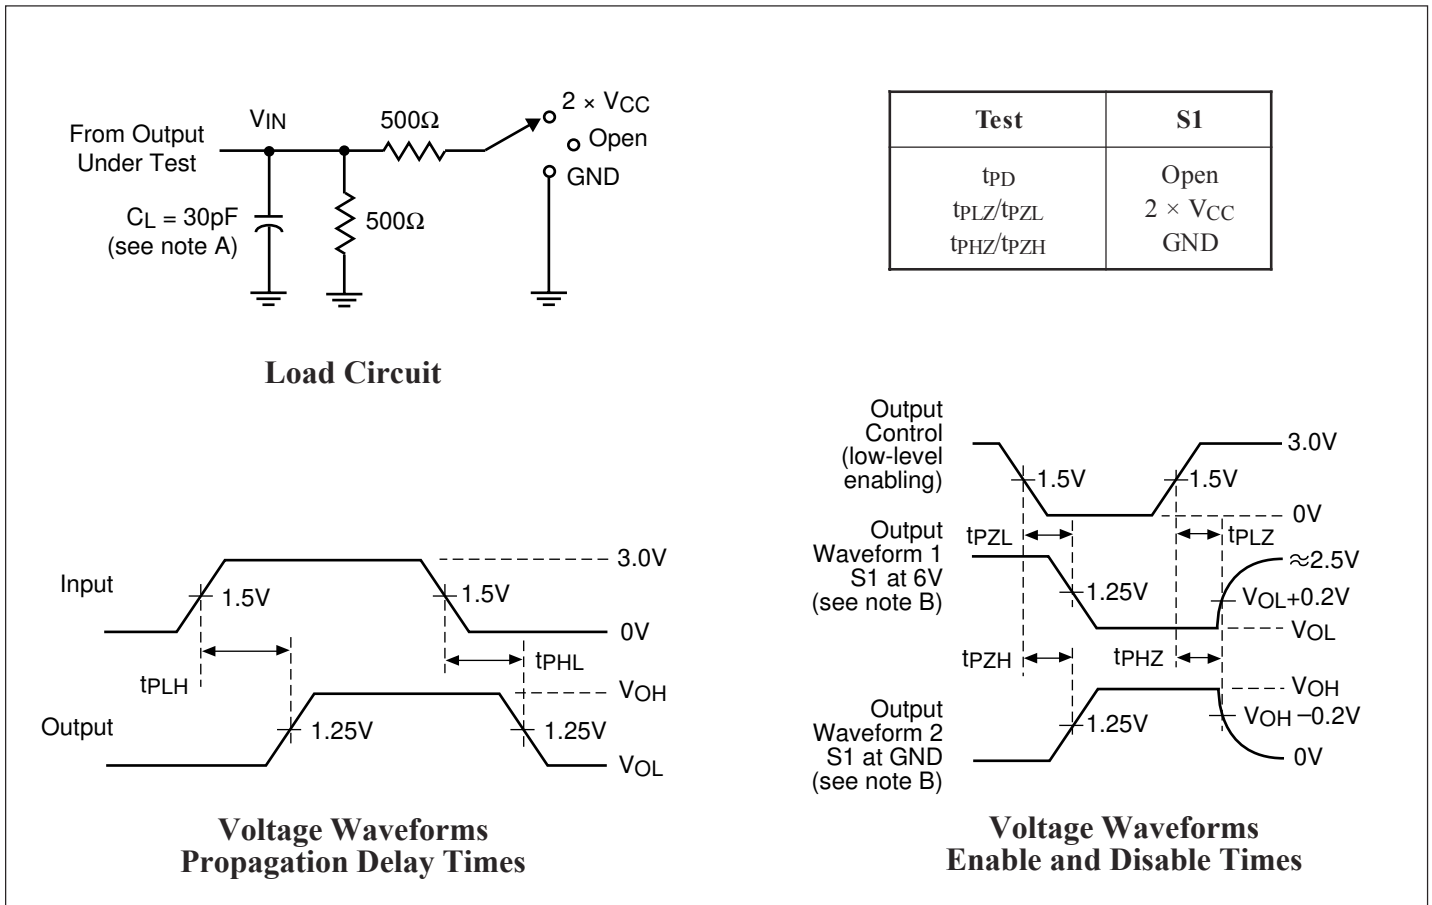 VIN
500Ω
2 × VCC
Open
GND
From Output
Under Test
CL = 30pF
(see note A)
500Ω
Load Circuit
Test S1
tPD Open
tPLZ/tPZL 2 × VCC
tPHZ/tPZH GND
Input
1.5V
1.5V
3.0V
0V
tPLH
tPHL
Output
1.25V
1.25V
VOH
VOL
Voltage Waveforms
Propagation Delay Times
Output
Control
(low-level
enabling)
1.5V
1.5V
3.0V
0V
Output
Waveform 1
S1 at 6V
(see note B)
tPZL
tPLZ
1.25V
≈2.5V
VOL+0.2V
VOL
tPZH
tPHZ
Output
Waveform 2
S1 at GND
(see note B)
1.25V
VOH
VOH –0.2V
0V
Voltage Waveforms
Enable and Disable Times